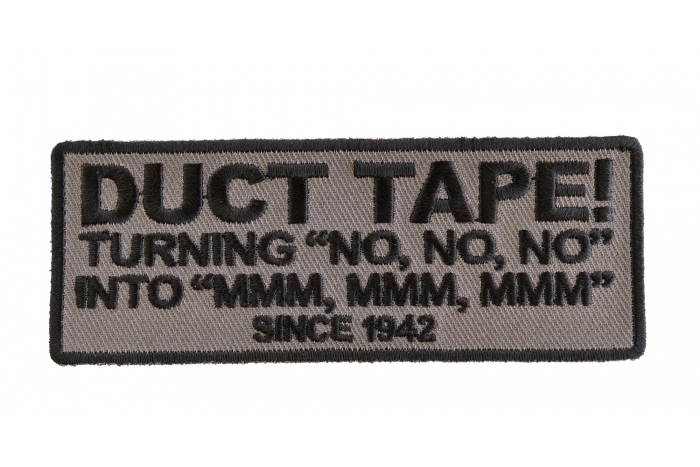 DUCT TAPE!
TURNING “NO, NO, NO”
INTO “MMM, MMM, MMM”
SINCE 1942